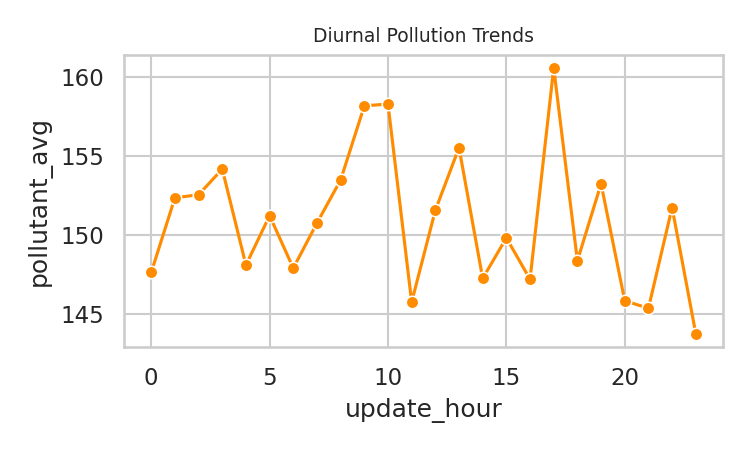 Diurnal Pollution Trends
160
155
150
145
pollutant_avg
0 5 10 15 20
update_hour